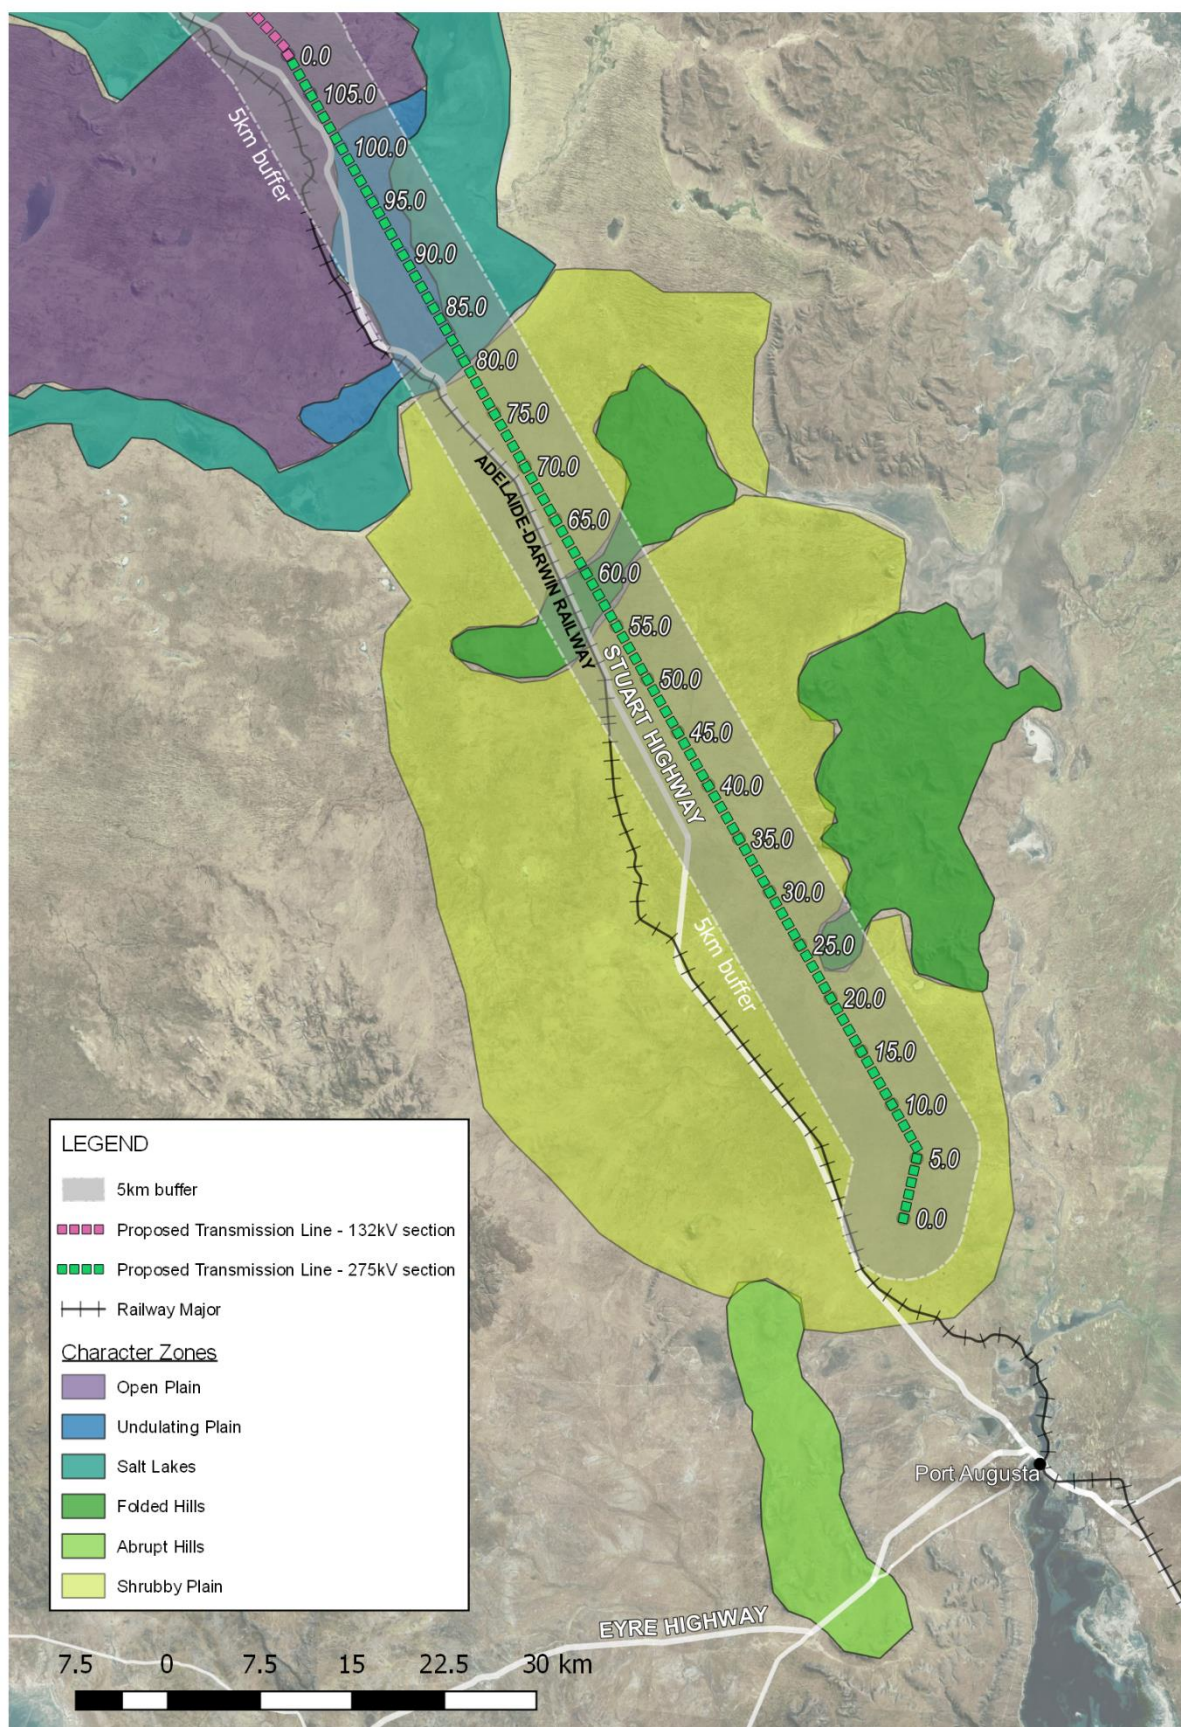 0.0
105.0
5km buffer
100.0
95.0
90.0
85.0
80.0
75.0
70.0
ADELAIDE-DARWIN RAILWAY
65.0
60.0
55.0
STUART HIGHWAY
50.0
45.0
40.0
35.0
30.0
5km buffer
25.0
20.0
15.0
10.0
5.0
0.0
LEGEND
5km buffer
Proposed Transmission Line - 132kV section
Proposed Transmission Line - 275kV section
Railway Major
Character Zones
Open Plain
Undulating Plain
Salt Lakes
Folded Hills
Abrupt Hills
Shrubby Plain
Port Augusta
EYRE HIGHWAY
7.5 0 7.5 15 22.5 30 km